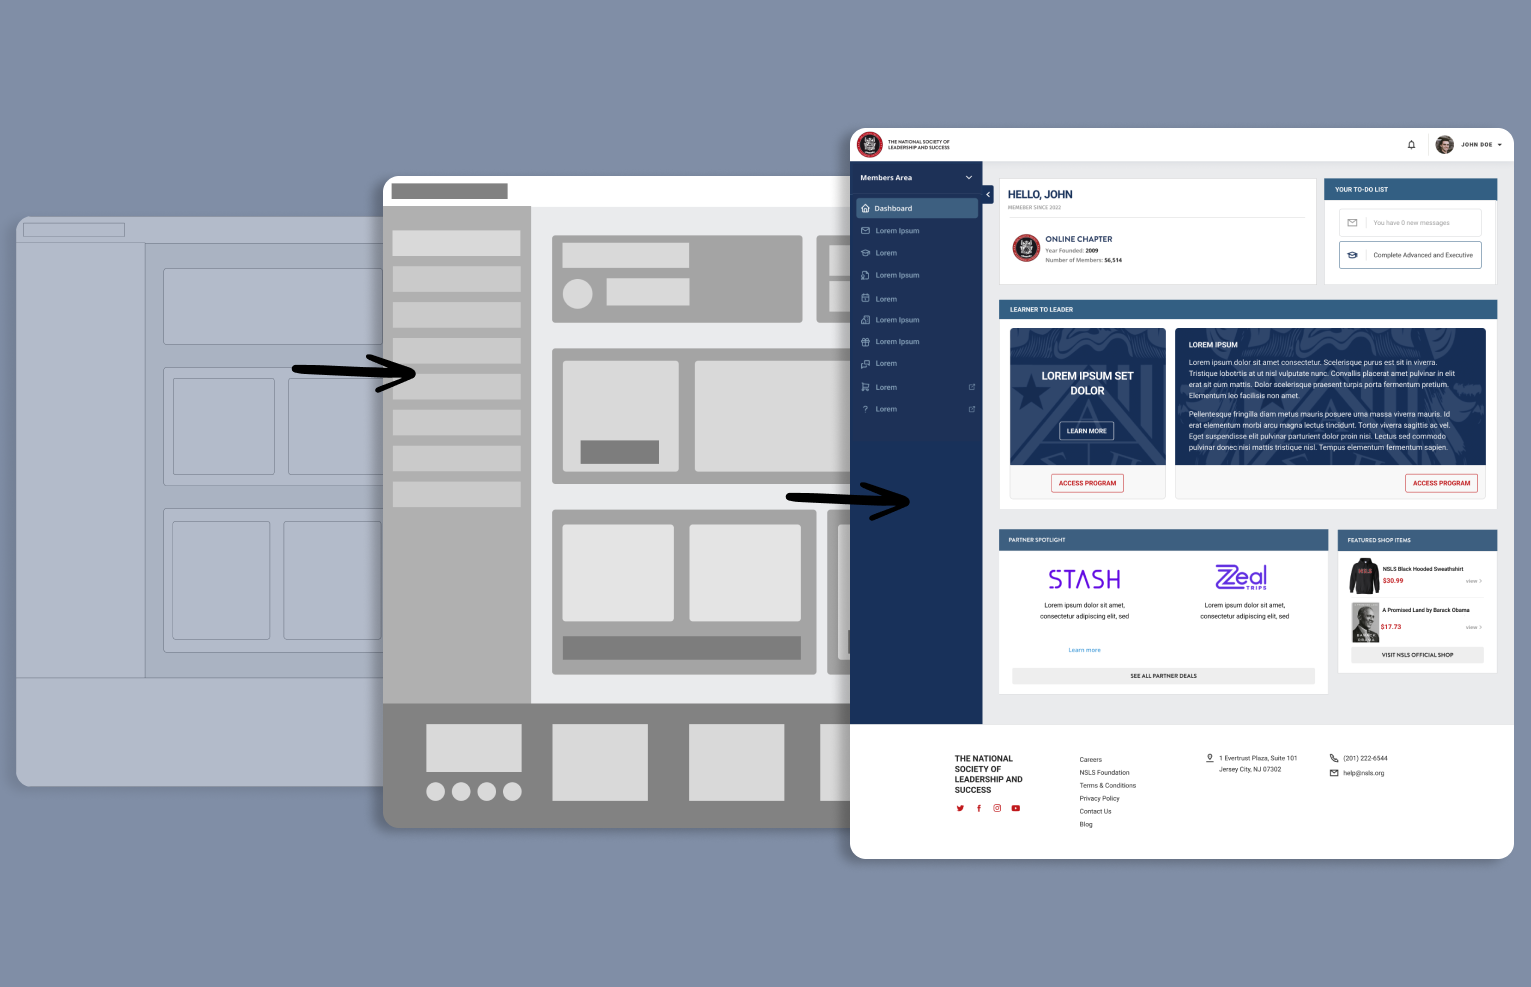 THE NATIONAL SOCIETY OF
LEADERSHIP AND SUCCESS
JOHN DOE
Members Area
Dashboard
Lorem Ipsum
Lorem
Lorem Ipsum
Lorem
Lorem Ipsum
Lorem Ipsum
Lorem
Lorem
Lorem
HELLO, JOHN
MEMEBER SINCE 2022
ONLINE CHAPTER
Year Founded: 2009
Number of Members: 56,514
YOUR TO-DO LIST
You have 0 new messages
Complete Advanced and Executive
LEARNER TO LEADER
LOREM IPSUM SET
DOLOR
LEARN MORE
ACCESS PROGRAM
LOREM IPSUM
Lorem ipsum dolor sit amet consectetur. Scelerisque purus est sit in viverra.
Tristique lobotrtis at ut nisl vulputate nunc. Convallis placerat amet pulvinar in elit
erat sit cum mattis. Dolor scelerisque praesent turpis porta fermentum pretium.
Elementum leo facilisis non amet.
Pellentesque fringilla diam metus mauris posuere urna massa viverra mauris. Id
erat elementum morbi arcu magna lectus tincidunt. Tortor viverra sagittis ac vel.
Eget suspendisse elit pulvinar parturient dolor proin nisi. Lectus sed commodo
pulvinar donec nisi mattis tristique nisl. Tempus elementum fermentum sapien.
ACCESS PROGRAM
PARTNER SPOTLIGHT
STASH
Lorem ipsum dolor sit amet,
consectetur adipiscing elit, sed
Learn more
Zeal
TRIPS
Lorem ipsum dolor sit amet,
consectetur adipiscing elit, sed
SEE ALL PARTNER DEALS
FEATURED SHOP ITEMS
NSLS
NSLS Black Hooded Sweathshirt
$30.99
view
BARACK
OBAMA
A Promised Land by Barack Obama
$17.73
view
VISIT NSLS OFFICIAL SHOP
THE NATIONAL
SOCIETY OF
LEADERSHIP AND
SUCCESS
Careers
NSLS Foundation
Terms & Conditions
Privacy Policy
Contact Us
Blog
1 Evertrust Plaza, Suite 101
Jersey City, NJ 07302
(201) 222-6544
help@nsls.org